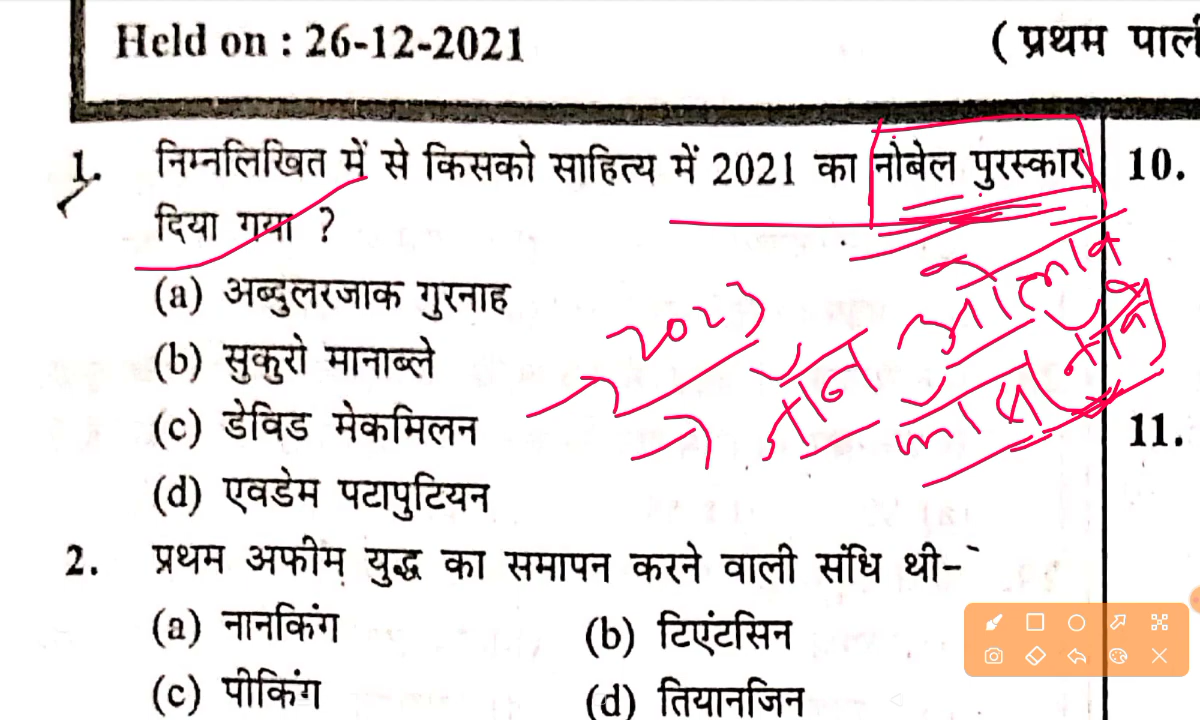 Held on : 26-12-2021
( प्रथम पाली
1. निम्नलिखित में से किसको साहित्य में 2021 का नोबेल पुरस्कार
दिया गया ?
(a) अब्दुलरजाक गुरनाह
(b) सुकुरो मानाब्ले
(c) डेविड मेकमिलन
(d) एवडेम पटापुटियन
2023
जॉन ओलाव
2. प्रथम अफीम युद्ध का समापन करने वाली संधि थी-
(a) नानकिंग
(b) टिएंटसिन
(c) पीकिंग
(d) तियानजिन
10.
11.